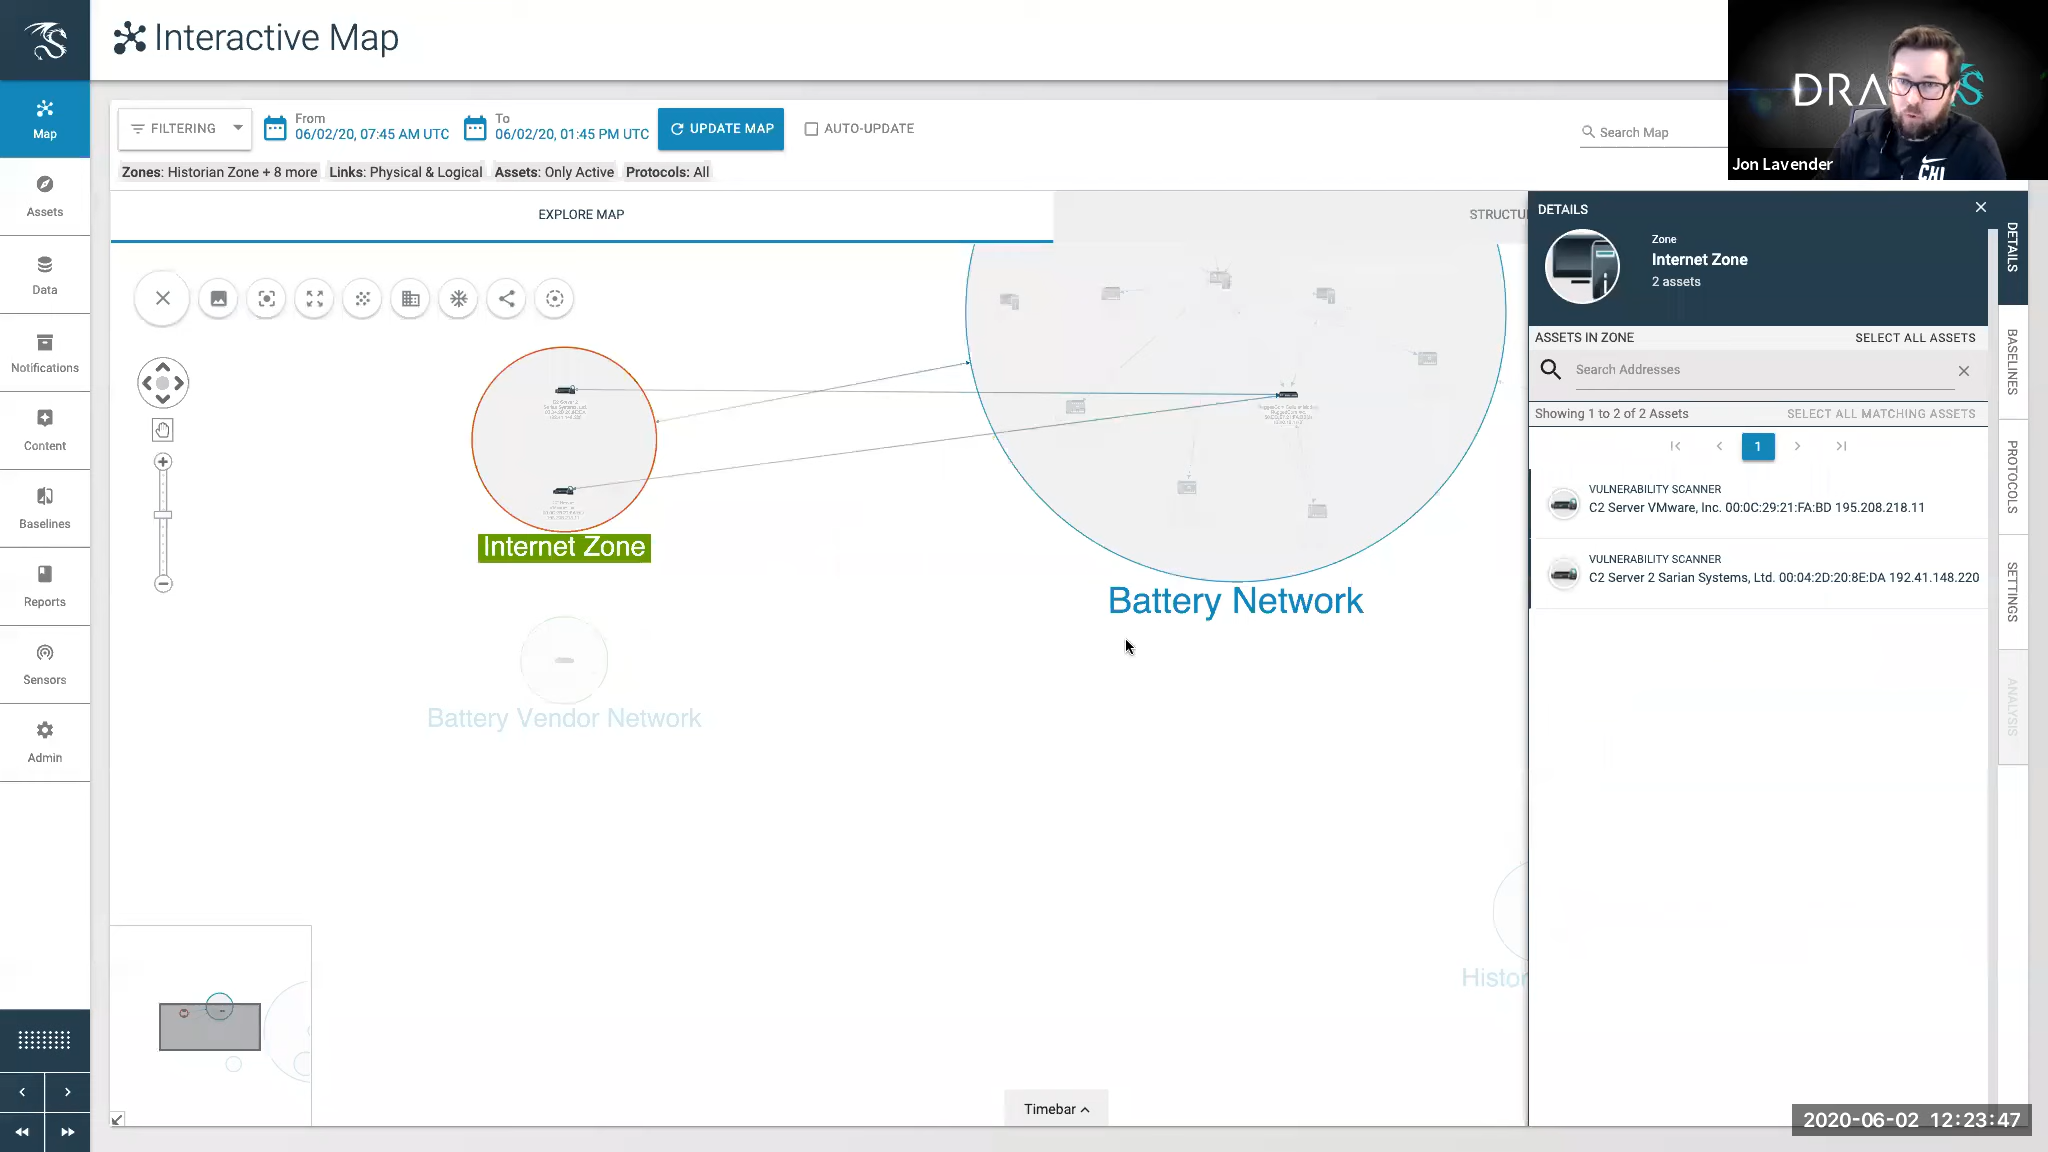 Interactive Map
DRA S
Jon Lavender
CHI
Map
Assets
Data
Notifications
Content
Baselines
Reports
Sensors
Admin
FILTERING
From
06/02/20, 07:45 AM UTC
To
06/02/20, 01:45 PM UTC
UPDATE MAP
AUTO-UPDATE
Search Map
Zones: Historian Zone + 8 more Links: Physical & Logical Assets: Only Active Protocols: All
EXPLORE MAP
STRUCTU
Internet Zone
Battery Network
Battery Vendor Network
Histor
Timebar
DETAILS
Zone
Internet Zone
2 assets
ASSETS IN ZONE
SELECT ALL ASSETS
Search Addresses
Showing 1 to 2 of 2 Assets
SELECT ALL MATCHING ASSETS
1
VULNERABILITY SCANNER
C2 Server VMware, Inc. 00:0C:29:21:FA:BD 195.208.218.11
VULNERABILITY SCANNER
C2 Server 2 Sarian Systems, Ltd. 00:04:2D:20:8E:DA 192.41.148.220
DETAILS
BASELINES
PROTOCOLS
SETTINGS
ANALYSIS
2020-06-02 12:23:47